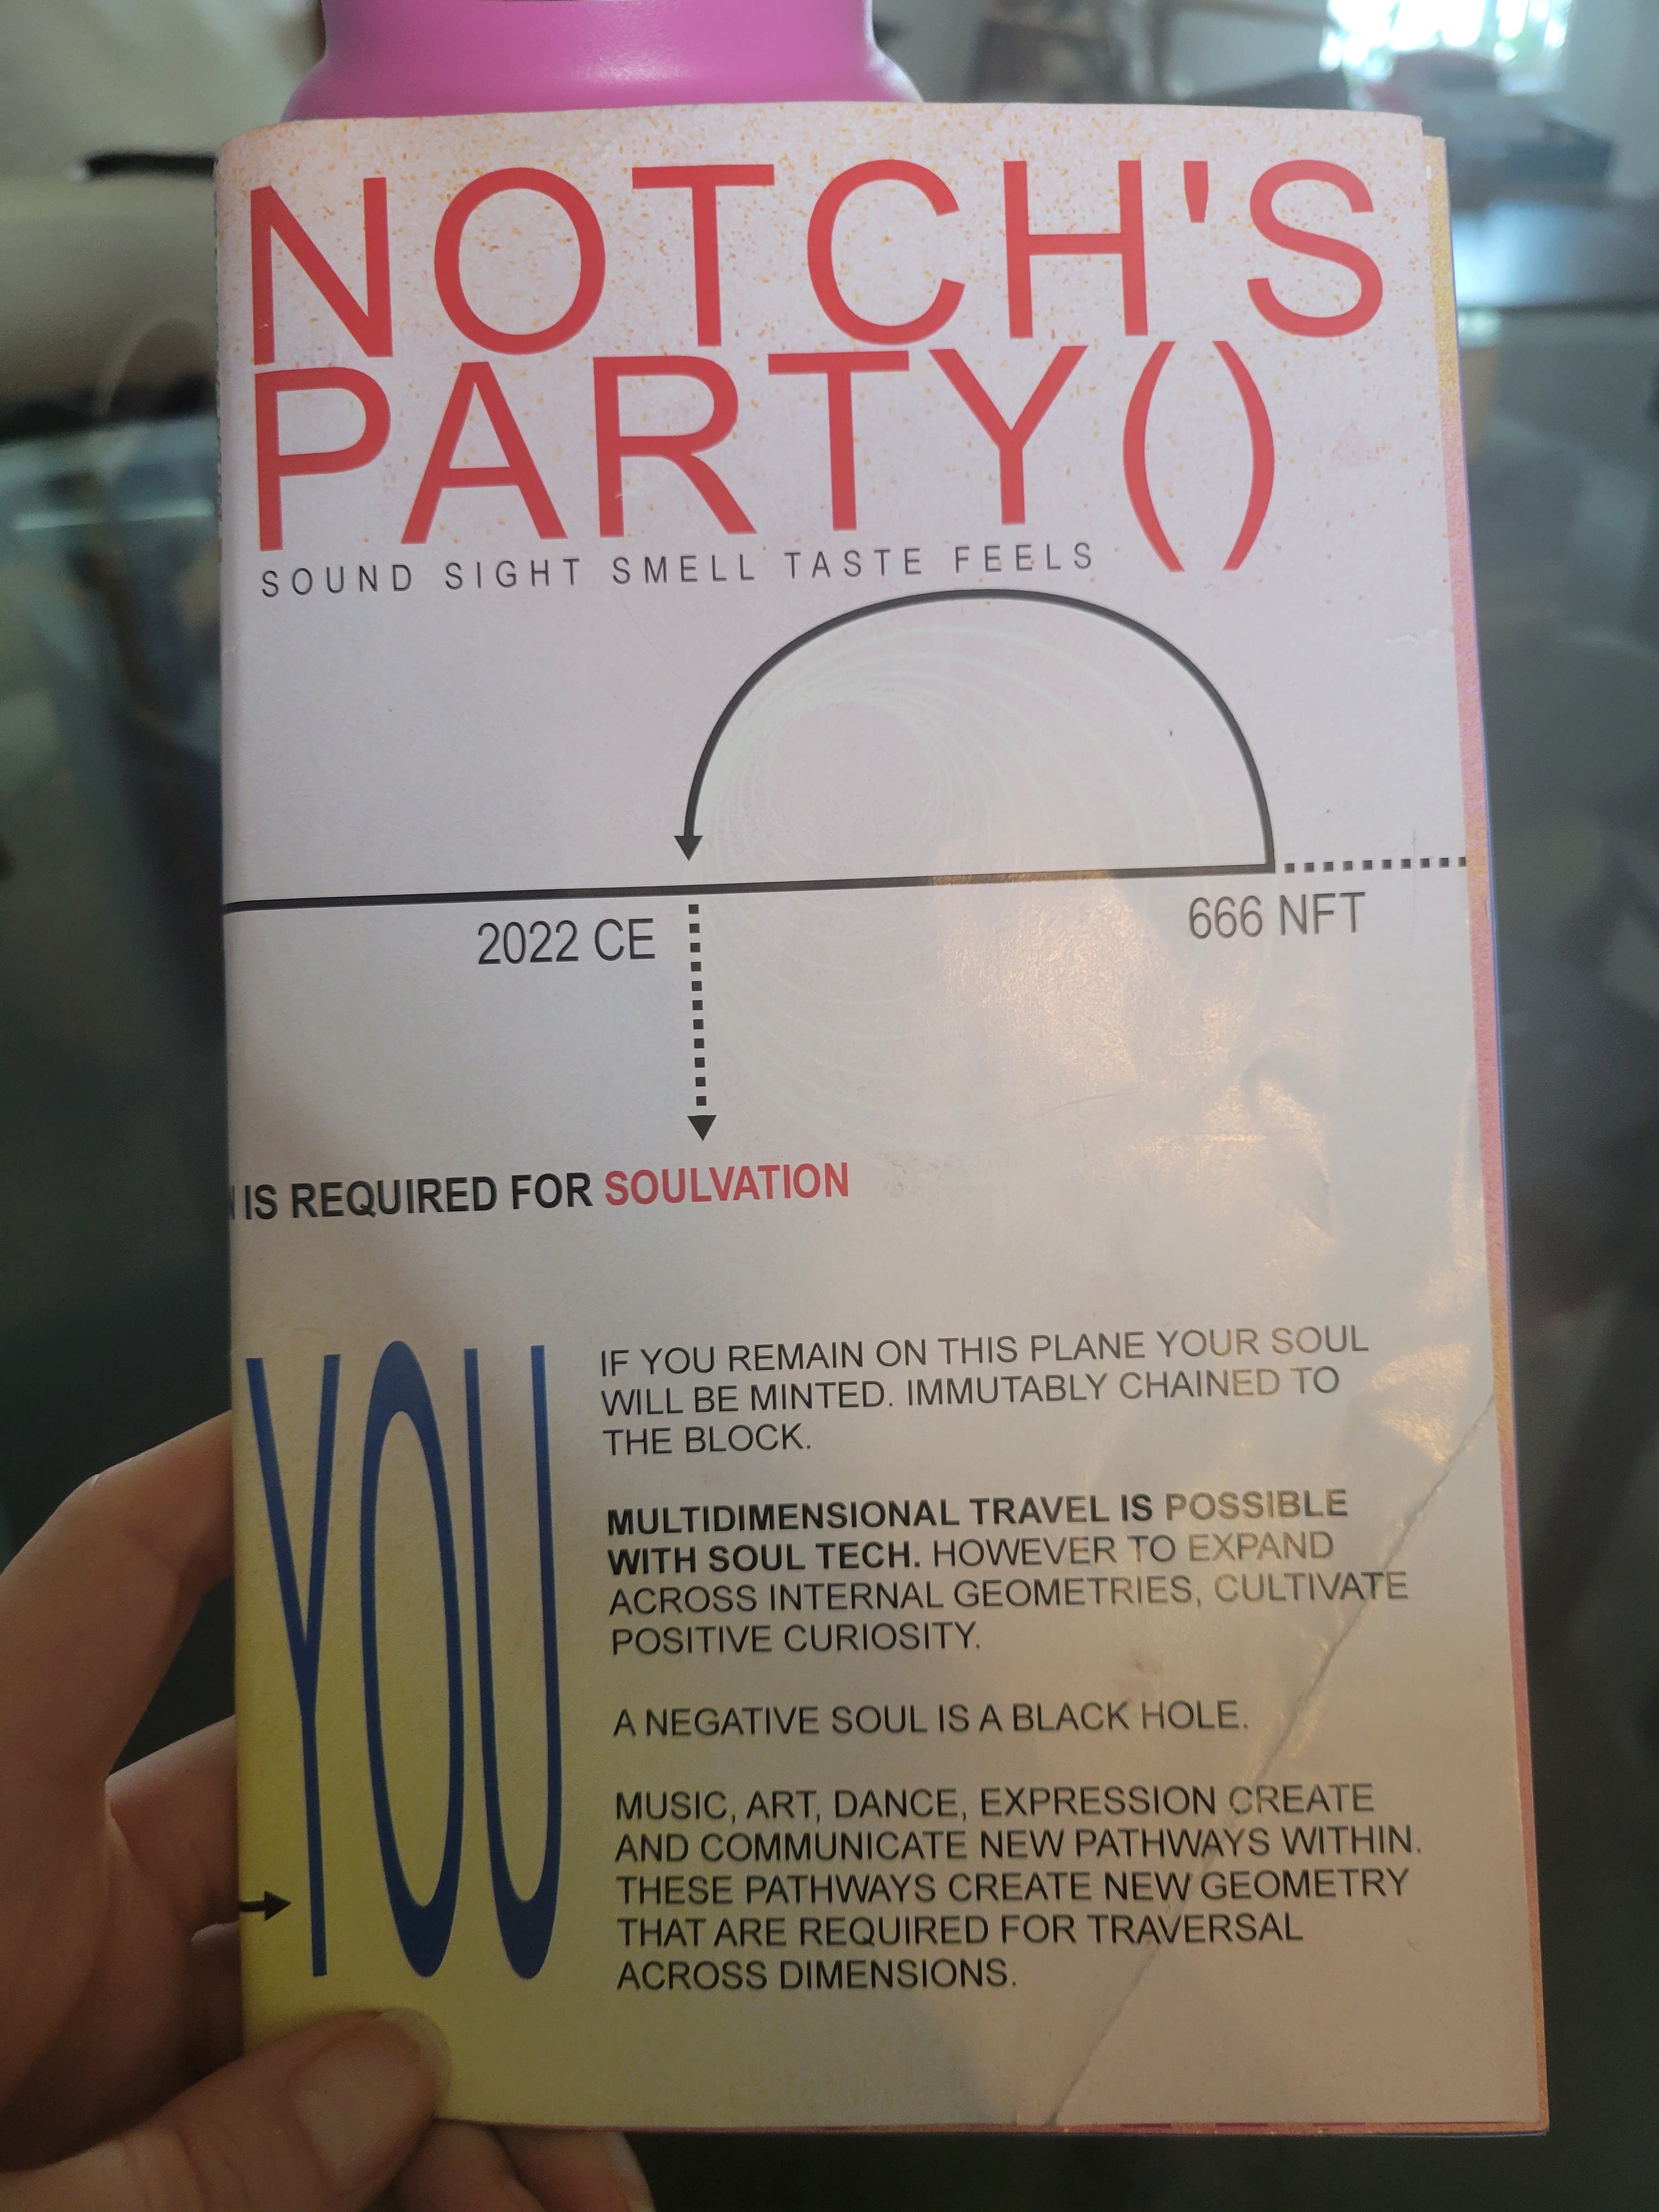 NOTCH'S
PARTY()
SOUND SIGHT SMELL TASTE FEELS
2022 CE
666 NFT
IS REQUIRED FOR SOULVATION
YOU
IF YOU REMAIN ON THIS PLANE YOUR SOUL
WILL BE MINTED. IMMUTABLY CHAINED TO
THE BLOCK.
MULTIDIMENSIONAL TRAVEL IS POSSIBLE
WITH SOUL TECH. HOWEVER TO EXPAND
ACROSS INTERNAL GEOMETRIES, CULTIVATE
POSITIVE CURIOSITY.
A NEGATIVE SOUL IS A BLACK HOLE.
MUSIC, ART, DANCE, EXPRESSION CREATE
AND COMMUNICATE NEW PATHWAYS WITHIN.
THESE PATHWAYS CREATE NEW GEOMETRY
THAT ARE REQUIRED FOR TRAVERSAL
ACROSS DIMENSIONS.